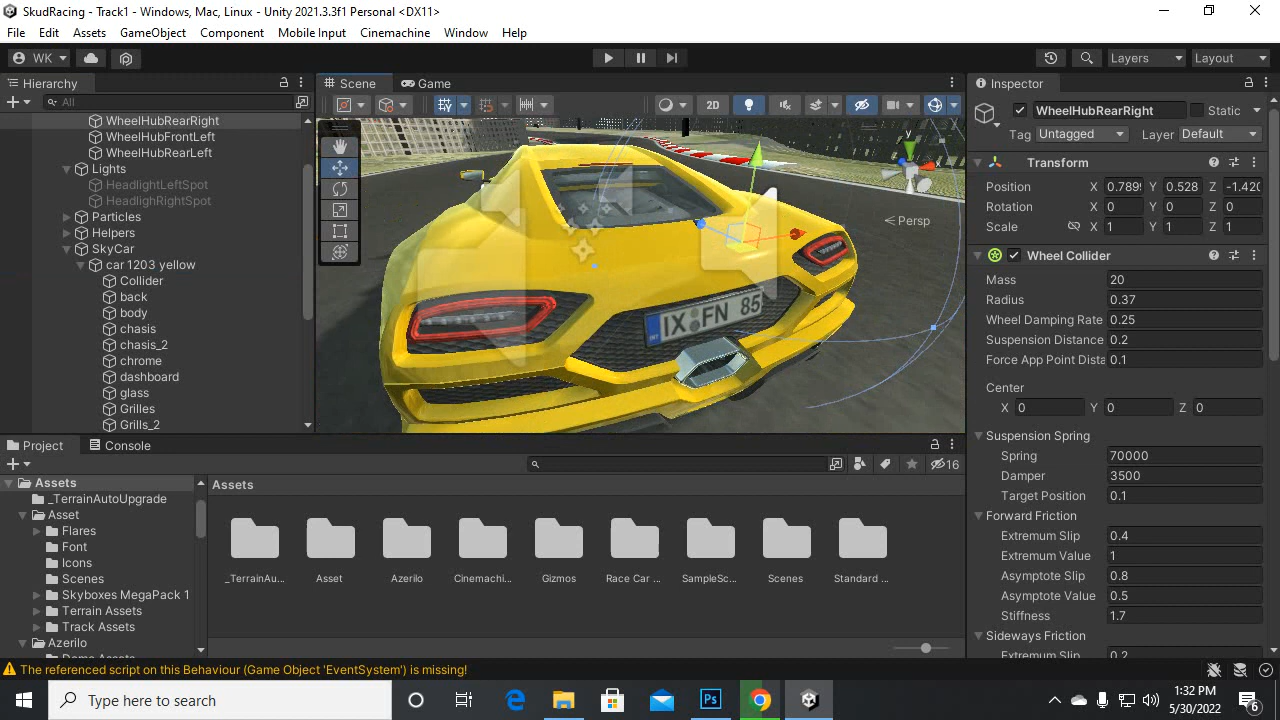 SkudRacing - Track1 - Windows, Mac, Linux - Unity 2021.3.3f1 Personal <DX11>
File Edit Assets GameObject Component Mobile Input Cinemachine Window Help
WK Layers Layout
Hierarchy
All
WheelHubRearRight
WheelHubFrontLeft
WheelHubRearLeft
Lights
HeadlightLeftSpot
HeadlighRightSpot
Particles
Helpers
SkyCar
car 1203 yellow
Collider
back
body
chasis
chasis_2
chrome
dashboard
glass
Grilles
Grills_2
Scene Game
2D
y
Persp
IX FN 85
Inspector
WheelHubRearRight Static
Tag Untagged Layer Default
Transform
Position X 0.789 Y 0.528 Z -1.420
Rotation X 0 Y 0 Z 0
Scale X 1 Y 1 Z 1
Wheel Collider
Mass 20
Radius 0.37
Wheel Damping Rate 0.25
Suspension Distance 0.2
Force App Point Dista 0.1
Center
X 0 Y 0 Z 0
Suspension Spring
Spring 70000
Damper 3500
Target Position 0.1
Forward Friction
Extremum Slip 0.4
Extremum Value 1
Asymptote Slip 0.8
Asymptote Value 0.5
Stiffness 1.7
Sideways Friction
Extremum Slip 0.2
Project Console
16
Assets
_TerrainAutoUpgrade
Asset
Flares
Font
Icons
Scenes
Skyboxes MegaPack 1
Terrain Assets
Track Assets
Azerilo
Assets
_TerrainAu... Asset Azerilo Cinemachi... Gizmos Race Car ... SampleSc... Scenes Standard ...
The referenced script on this Behaviour (Game Object 'EventSystem') is missing!
Type here to search
Ps
1:32 PM
5/30/2022
6